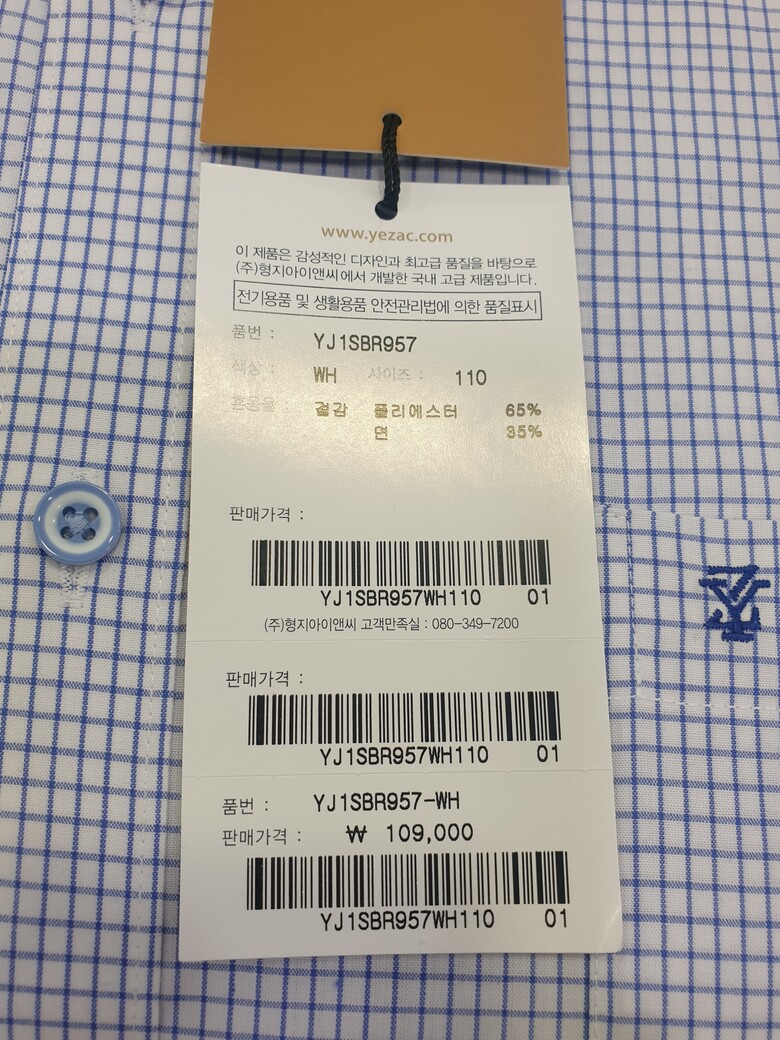 www.yezac.com
이 제품은 감성적인 디자인과 최고급 품질을 바탕으로
(주)형지아이앤씨에서 개발한 국내 고급 제품입니다.
전기용품 및 생활용품 안전관리법에 의한 품질표시
품번 : YJ1SBR957
색상 : WH 사이즈 : 110
혼용율 : 겉감 폴리에스터 65%
면 35%
판매가격 :
YJ1SBR957WH110 01
(주)형지아이앤씨 고객만족실 : 080-349-7200
판매가격 :
YJ1SBR957WH110 01
품번 : YJ1SBR957-WH
판매가격 : ₩ 109,000
YJ1SBR957WH110 01